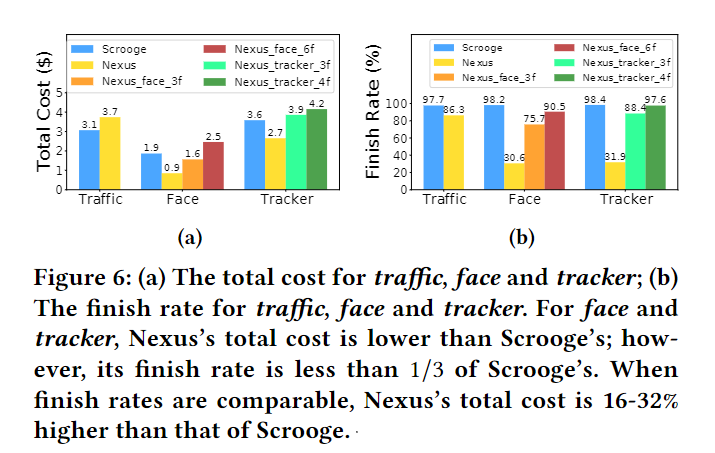 Total Cost ($)
Scrooge
Nexus
Nexus_face_3f
Nexus_face_6f
Nexus_tracker_3f
Nexus_tracker_4f
5
4
3
2
1
0
3.1
3.7
1.9
0.9
1.6
2.5
3.6
2.7
3.9
4.2
Traffic
Face
Tracker
(a)
Finish Rate (%)
Scrooge
Nexus
Nexus_face_3f
Nexus_face_6f
Nexus_tracker_3f
Nexus_tracker_4f
100
80
60
40
20
0
97.7
86.3
98.2
30.6
75.7
90.5
98.4
31.9
88.4
97.6
Traffic
Face
Tracker
(b)
Figure 6: (a) The total cost for traffic, face and tracker; (b)
The finish rate for traffic, face and tracker. For face and
tracker, Nexus's total cost is lower than Scrooge's; how-
ever, its finish rate is less than 1/3 of Scrooge's. When
finish rates are comparable, Nexus's total cost is 16-32%
higher than that of Scrooge.